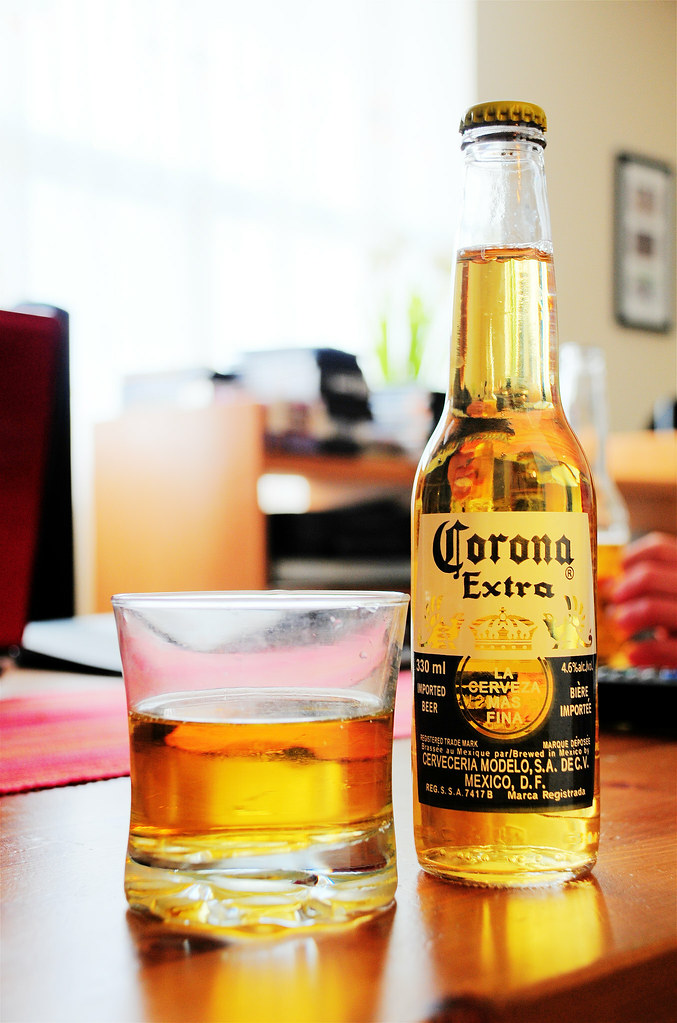 Corona
Extra
®
330 ml
4.6%alc./vol.
IMPORTED
BEER
LA
CERVEZA
MAS
FINA
BIÈRE
IMPORTÉE
REGISTERED TRADE MARK
MARQUE DÉPOSÉE
Brassée au Mexique par/Brewed in Mexico by
CERVECERIA MODELO, S.A. DE C.V.
MEXICO, D.F.
REG. S.S.A. 7417 B Marca Registrada